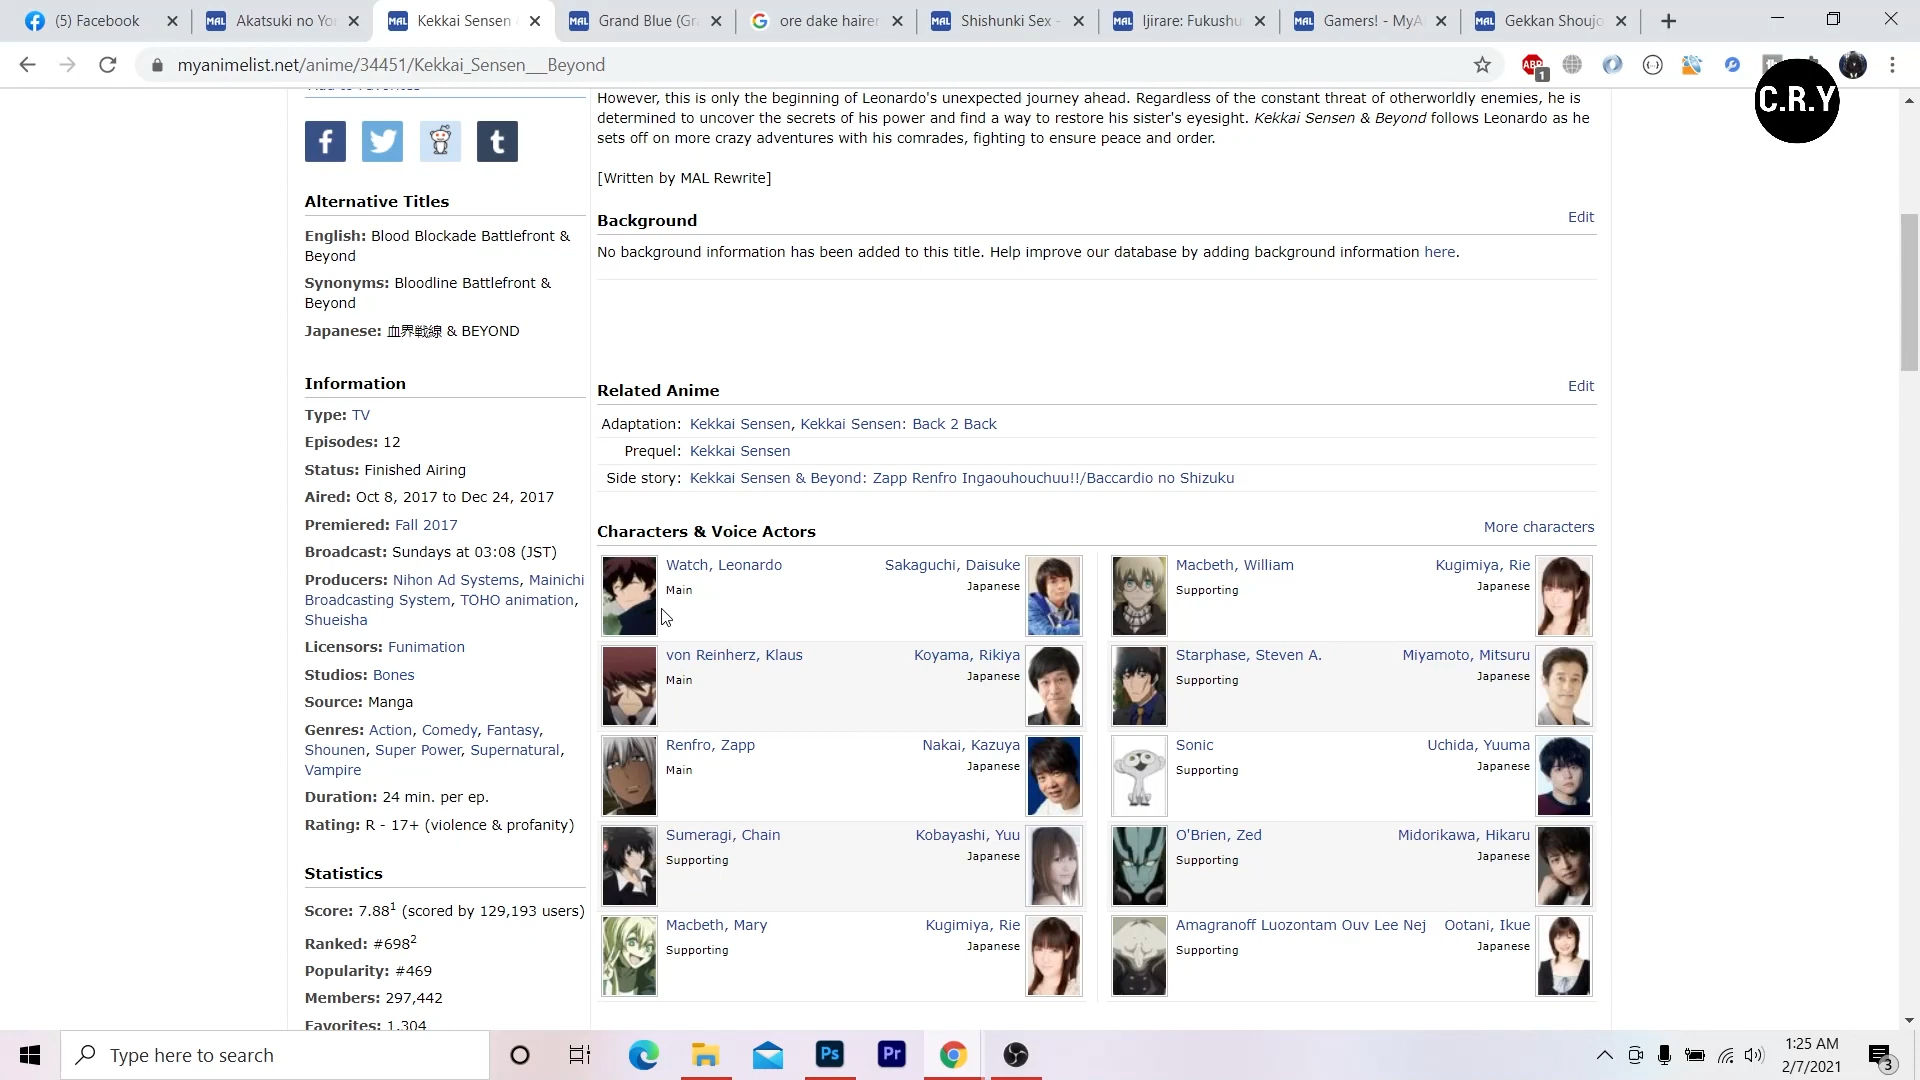 (5) Facebook
Akatsuki no Yor
Kekkai Sensen
Grand Blue (Gr
ore dake hairer
Shishunki Sex -
Ijirare: Fukushu
Gamers! - MyA
Gekkan Shoujo
myanimelist.net/anime/34451/Kekkai_Sensen___Beyond
ABP
1
C.R.Y
However, this is only the beginning of Leonardo's unexpected journey ahead. Regardless of the constant threat of otherworldly enemies, he is
determined to uncover the secrets of his power and find a way to restore his sister's eyesight. Kekkai Sensen & Beyond follows Leonardo as he
sets off on more crazy adventures with his comrades, fighting to ensure peace and order.
[Written by MAL Rewrite]
Background
Edit
No background information has been added to this title. Help improve our database by adding background information here.
Related Anime
Edit
Adaptation: Kekkai Sensen, Kekkai Sensen: Back 2 Back
Prequel: Kekkai Sensen
Side story: Kekkai Sensen & Beyond: Zapp Renfro Ingaouhouchuu!!/Baccardio no Shizuku
Characters & Voice Actors
More characters
Watch, Leonardo
Main
Sakaguchi, Daisuke
Japanese
Macbeth, William
Supporting
Kugimiya, Rie
Japanese
von Reinherz, Klaus
Main
Koyama, Rikiya
Japanese
Starphase, Steven A.
Supporting
Miyamoto, Mitsuru
Japanese
Renfro, Zapp
Main
Nakai, Kazuya
Japanese
Sonic
Supporting
Uchida, Yuuma
Japanese
Sumeragi, Chain
Supporting
Kobayashi, Yuu
Japanese
O'Brien, Zed
Supporting
Midorikawa, Hikaru
Japanese
Macbeth, Mary
Supporting
Kugimiya, Rie
Japanese
Amagranoff Luozontam Ouv Lee Nej
Supporting
Ootani, Ikue
Japanese
Alternative Titles
English: Blood Blockade Battlefront &
Beyond
Synonyms: Bloodline Battlefront &
Beyond
Japanese: 血界戦線 & BEYOND
Information
Type: TV
Episodes: 12
Status: Finished Airing
Aired: Oct 8, 2017 to Dec 24, 2017
Premiered: Fall 2017
Broadcast: Sundays at 03:08 (JST)
Producers: Nihon Ad Systems, Mainichi
Broadcasting System, TOHO animation,
Shueisha
Licensors: Funimation
Studios: Bones
Source: Manga
Genres: Action, Comedy, Fantasy,
Shounen, Super Power, Supernatural,
Vampire
Duration: 24 min. per ep.
Rating: R - 17+ (violence & profanity)
Statistics
Score: 7.88¹ (scored by 129,193 users)
Ranked: #698²
Popularity: #469
Members: 297,442
Favorites: 1,304
Type here to search
Ps
Pr
1:25 AM
2/7/2021
3